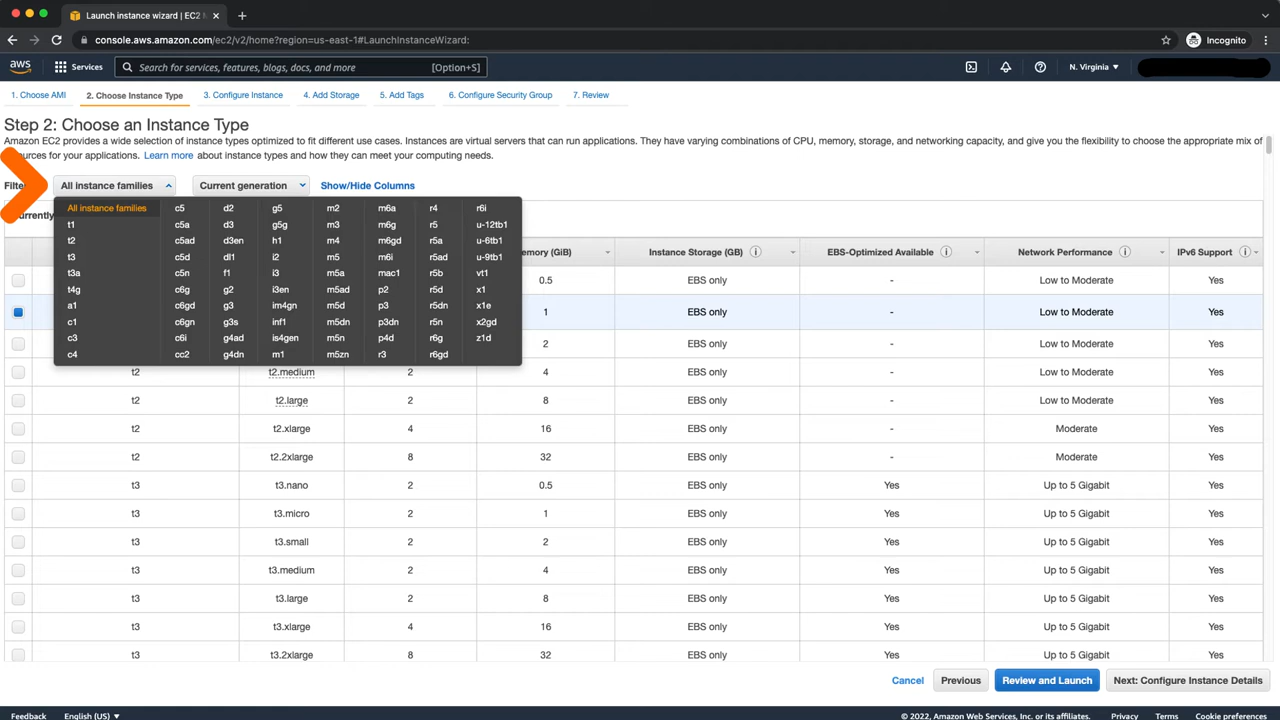 Launch instance wizard | EC2 M
console.aws.amazon.com/ec2/v2/home?region=us-east-1#LaunchInstanceWizard:
Incognito
aws
Services
Search for services, features, blogs, docs, and more
[Option+S]
N. Virginia
1. Choose AMI 2. Choose Instance Type 3. Configure Instance 4. Add Storage 5. Add Tags 6. Configure Security Group 7. Review
Step 2: Choose an Instance Type
Amazon EC2 provides a wide selection of instance types optimized to fit different use cases. Instances are virtual servers that can run applications. They have varying combinations of CPU, memory, storage, and networking capacity, and give you the flexibility to choose the appropriate mix of
ources for your applications. Learn more about instance types and how they can meet your computing needs.
Filter All instance families Current generation Show/Hide Columns
All instance families c5 d2 g5 m2 m6a r4 r6i
Currently
t1 c5a d3 g5g m3 m6g r5 u-12tb1
t2 c5ad d3en h1 m4 m6gd r5a u-6tb1
emory (GiB) Instance Storage (GB) EBS-Optimized Available Network Performance IPv6 Support
t3 c5d dl1 i2 m5 m6i r5ad u-9tb1
t3a c5n f1 i3 m5a mac1 r5b vt1
0.5 EBS only - Low to Moderate Yes
t4g c6g g2 i3en m5ad p2 r5d x1
a1 c6gd g3 im4gn m5d p3 r5dn x1e
1 EBS only - Low to Moderate Yes
c1 c6gn g3s inf1 m5dn p3dn r5n x2gd
c3 c6i g4ad is4gen m5n p4d r6g z1d
2 EBS only - Low to Moderate Yes
c4 cc2 g4dn m1 m5zn r3 r6gd
t2 t2.medium 2 4 EBS only - Low to Moderate Yes
t2 t2.large 2 8 EBS only - Low to Moderate Yes
t2 t2.xlarge 4 16 EBS only - Moderate Yes
t2 t2.2xlarge 8 32 EBS only - Moderate Yes
t3 t3.nano 2 0.5 EBS only Yes Up to 5 Gigabit Yes
t3 t3.micro 2 1 EBS only Yes Up to 5 Gigabit Yes
t3 t3.small 2 2 EBS only Yes Up to 5 Gigabit Yes
t3 t3.medium 2 4 EBS only Yes Up to 5 Gigabit Yes
t3 t3.large 2 8 EBS only Yes Up to 5 Gigabit Yes
t3 t3.xlarge 4 16 EBS only Yes Up to 5 Gigabit Yes
t3 t3.2xlarge 8 32 EBS only Yes Up to 5 Gigabit Yes
Cancel Previous Review and Launch Next: Configure Instance Details
Feedback English (US) © 2022, Amazon Web Services, Inc. or its affiliates. Privacy Terms Cookie preferences